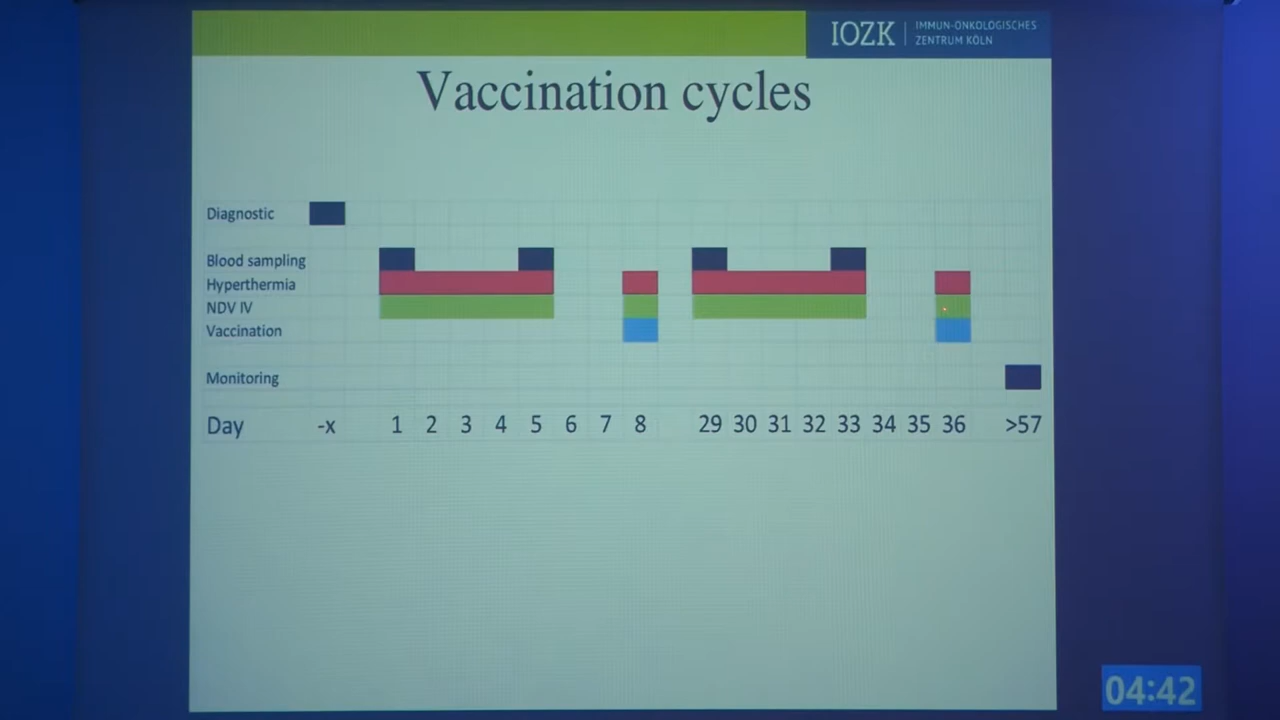 IOZK
IMMUN-ONKOLOGISCHES
ZENTRUM KÖLN
Vaccination cycles
Diagnostic
Blood sampling
Hyperthermia
NDV IV
Vaccination
Monitoring
Day -x 1 2 3 4 5 6 7 8 29 30 31 32 33 34 35 36 >57
04:42